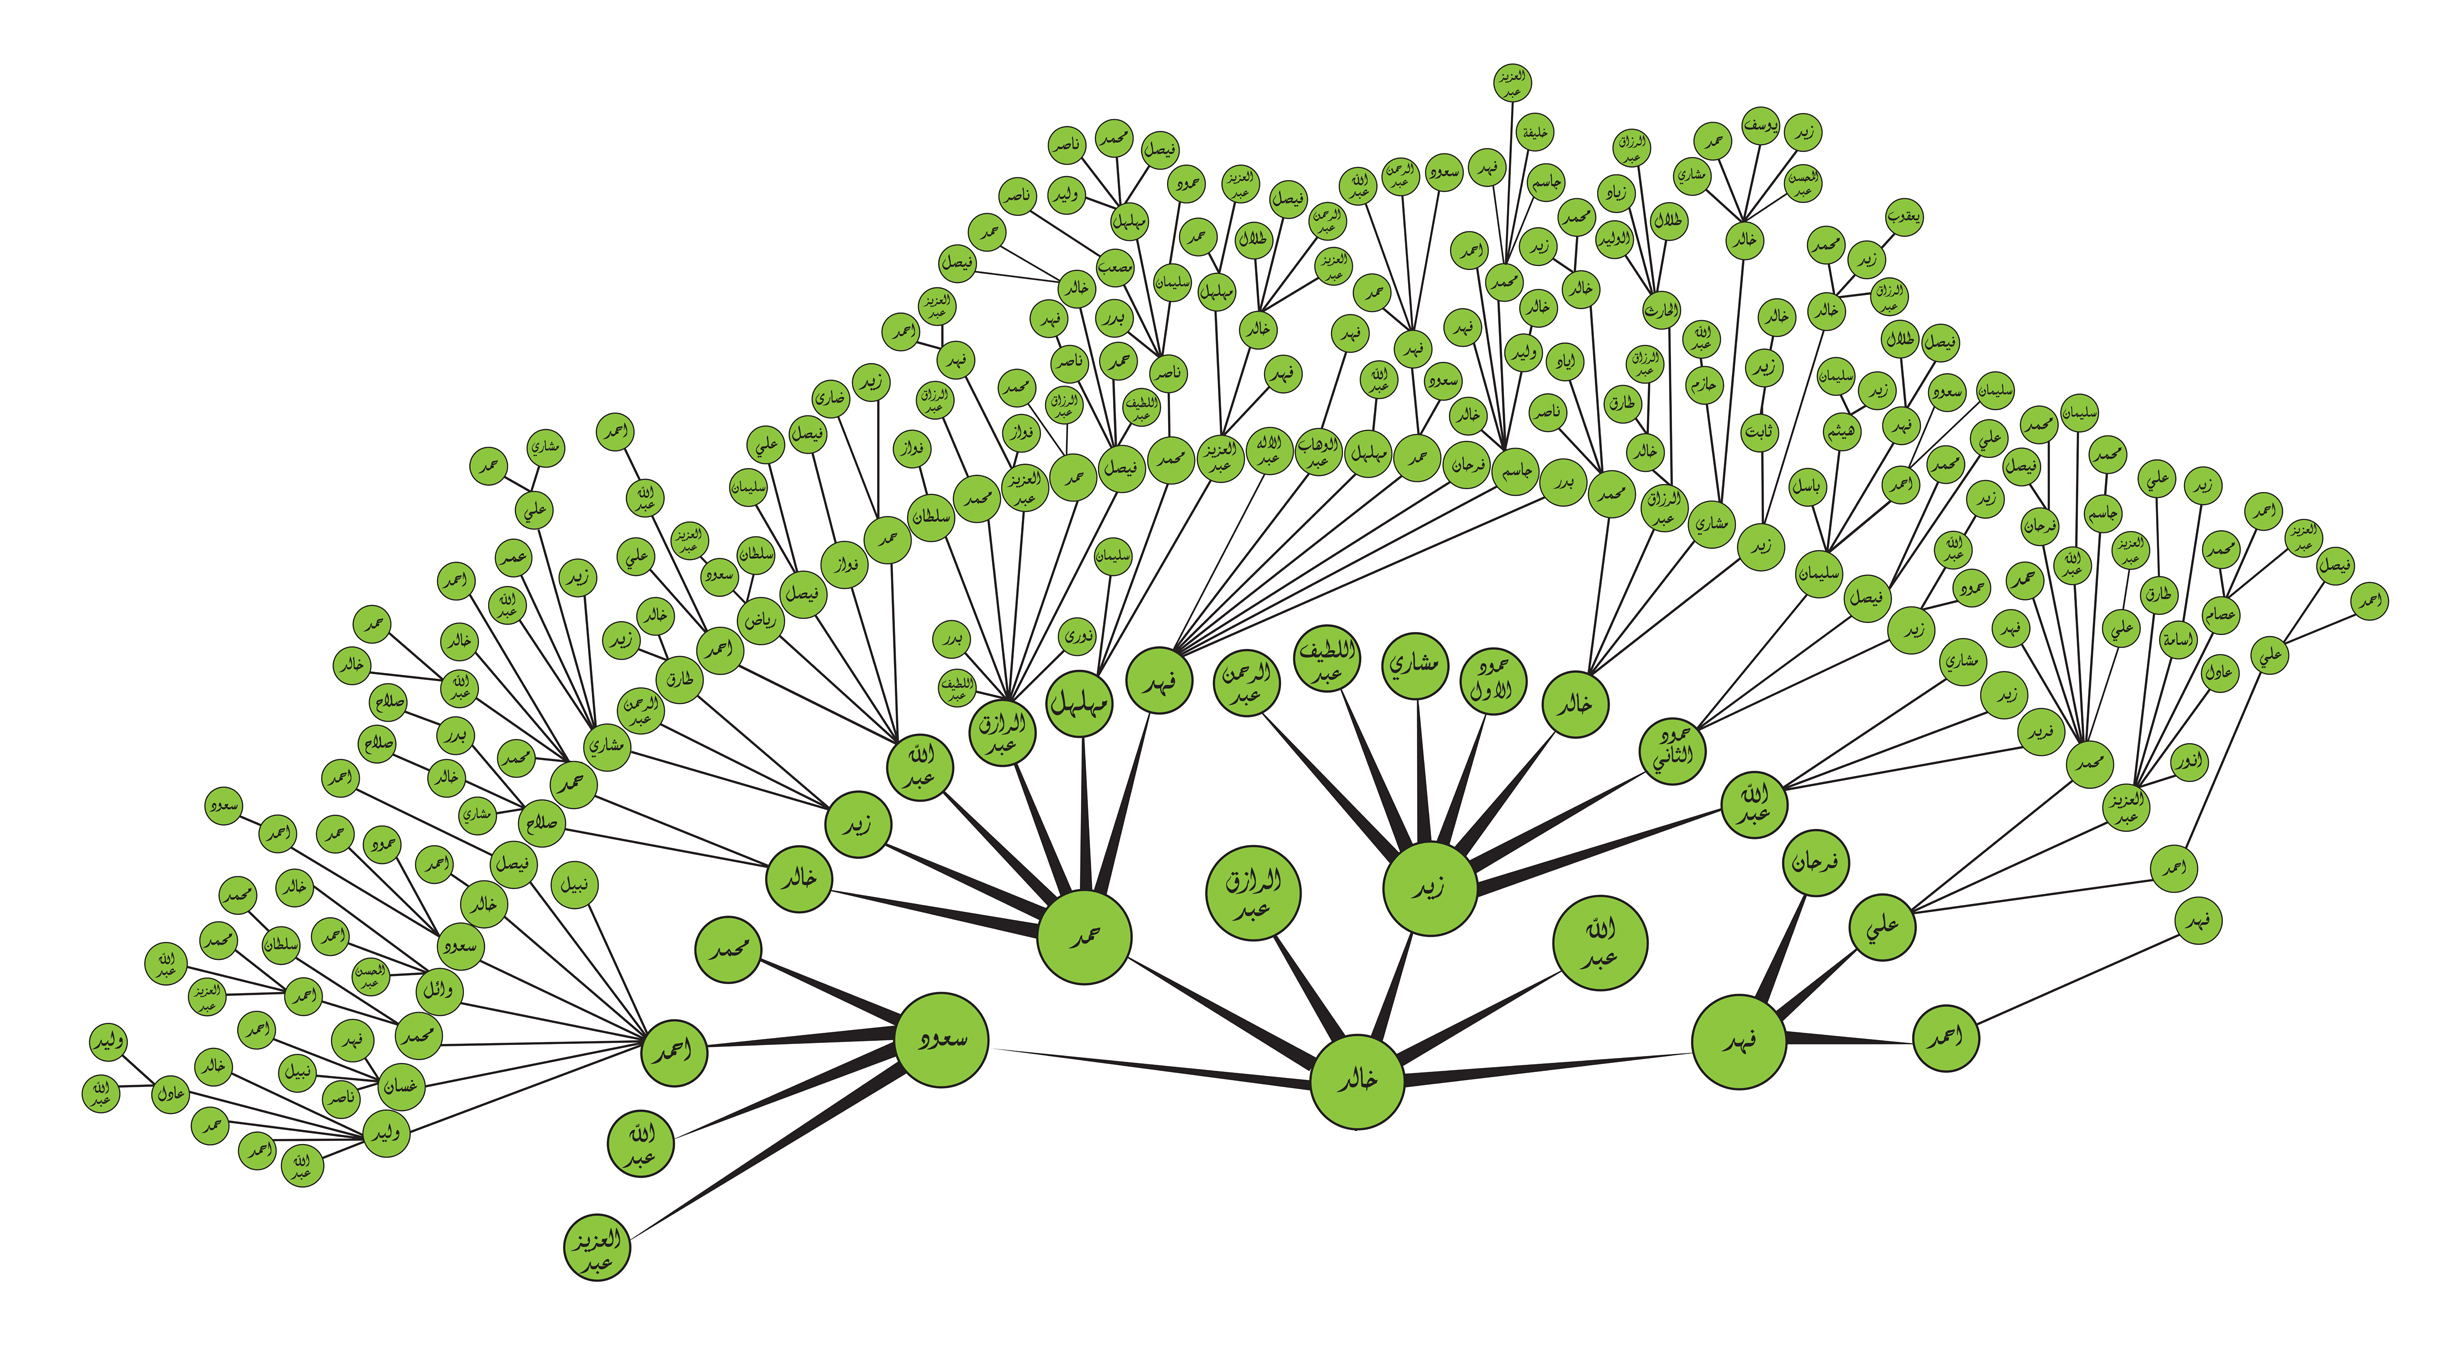 العزيز
عبد
خليفة
فهد
جاسم
محمد
احمد
فهد
خالد
وليد
خالد
جاسم
فرحان
بدر
الرزاق
عبد
زياد
طلال
الوليد
الحارث
محمد
زيد
خالد
اياد
ناصر
محمد
الرزاق
عبد
طارق
خالد
الرزاق
عبد
يوسف
زيد
حمد
مشاري
المحسن
عبد
خالد
الله
عبد
حازم
مشاري
يعقوب
محمد
زيد
الرزاق
عبد
خالد
خالد
زيد
ثابت
زيد
محمد
ناصر
فيصل
وليد
مهلهل
حمود
ناصر
حمد
فيصل
خالد
مصعب
سليمان
فهد
بدر
ناصر
حمد
ناصر
اللطيف
عبد
فيصل
محمد
العزيز
عبد
حمد
مهلهل
فيصل
الرحمن
عبد
طلال
العزيز
عبد
خالد
فهد
العزيز
عبد
الله
عبد
الرحمن
عبد
سعود
حمد
فهد
فهد
الله
عبد
سعود
الاله
عبد
الوهاب
عبد
مهلهل
حمد
العزيز
عبد
احمد
فهد
محمد
الرزاق
عبد
الرزاق
عبد
فواز
فواز
سلطان
محمد
العزيز
عبد
حمد
سليمان
بدر
نوري
اللطيف
عبد
زيد
ضاري
فيصل
علي
سليمان
حمد
فواز
فيصل
سلطان
العزيز
عبد
سعود
رياض
احمد
الله
عبد
علي
احمد
مشاري
حمد
علي
عمر
زيد
الله
عبد
خالد
زيد
طارق
الرحمن
عبد
مشاري
احمد
خالد
حمد
خالد
الله
عبد
محمد
حمد
صلاح
بدر
صلاح
خالد
مشاري
صلاح
طلال
فيصل
سليمان
زيد
سعود
سليمان
هيثم
فهد
باسل
احمد
سليمان
علي
محمد
فيصل
زيد
الله
عبد
حمود
زيد
مشاري
زيد
فريد
محمد
سليمان
فيصل
محمد
فرحان
جاسم
حمد
الله
عبد
العزيز
عبد
فهد
علي
محمد
علي
زيد
طارق
اسامة
احمد
محمد
العزيز
عبد
عصام
عادل
انور
العزيز
عبد
فيصل
احمد
علي
احمد
فهد
احمد
فيصل
نبيل
سعود
احمد
حمد
حمود
سعود
احمد
خالد
محمد
خالد
سلطان
احمد
المحسن
عبد
وائل
محمد
الله
عبد
العزيز
عبد
احمد
محمد
احمد
فهد
نبيل
ناصر
غسان
وليد
الله
عبد
عادل
خالد
حمد
احمد
الله
عبد
وليد
فهد
مهلهل
الرازق
عبد
الله
عبد
زيد
خالد
حمد
الرحمن
عبد
اللطيف
عبد
مشاري
حمود
الاول
خالد
حمود
الثاني
الله
عبد
زيد
محمد
احمد
الله
عبد
العزيز
عبد
سعود
الرازق
عبد
الله
عبد
فرحان
علي
احمد
فهد
خالد